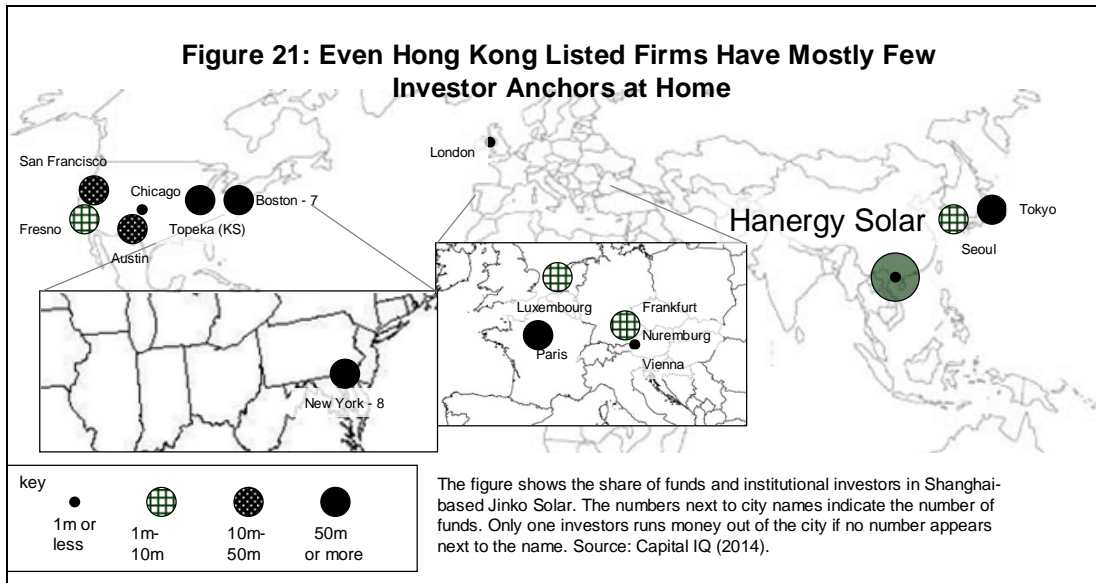 Figure 21: Even Hong Kong Listed Firms Have Mostly Few
Investor Anchors at Home
San Francisco
Chicago
Boston - 7
Fresno
Topeka (KS)
Austin
New York - 8
London
Luxembourg
Frankfurt
Nuremburg
Paris
Vienna
Hanergy Solar
Tokyo
Seoul
key
1m or
less
1m-
10m
10m-
50m
50m
or more
The figure shows the share of funds and institutional investors in Shanghai-
based Jinko Solar. The numbers next to city names indicate the number of
funds. Only one investors runs money out of the city if no number appears
next to the name. Source: Capital IQ (2014).